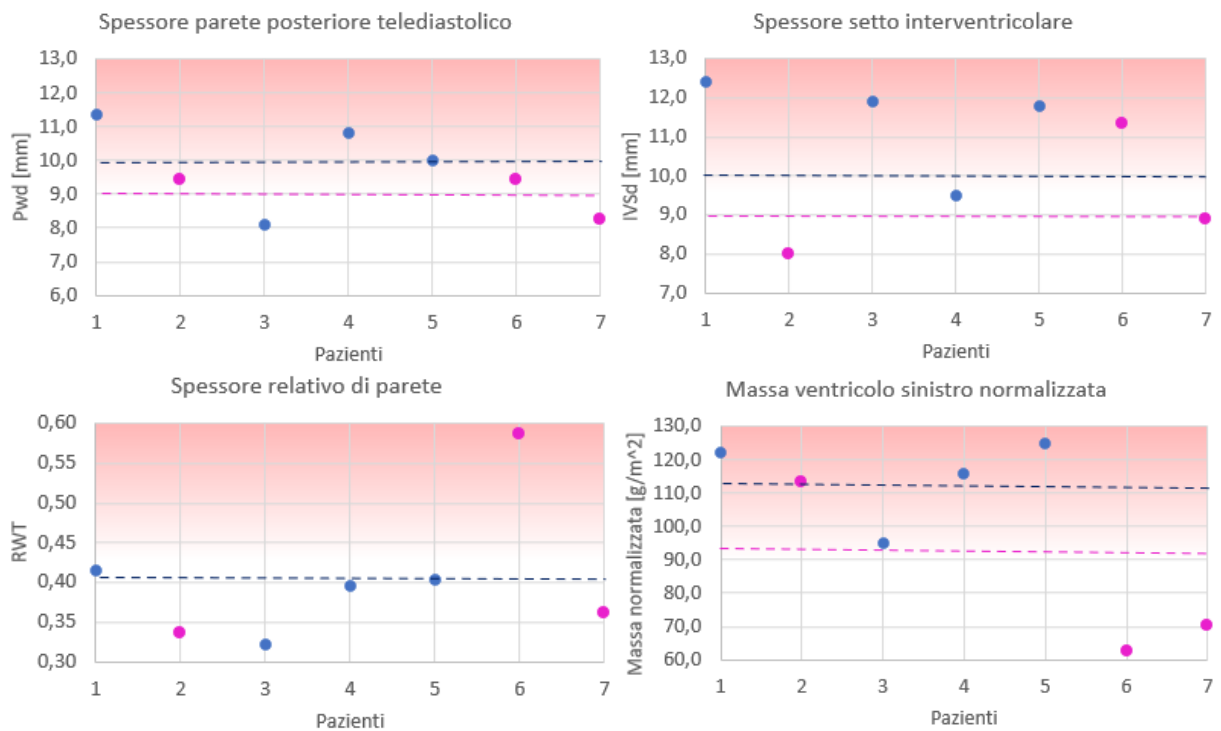 Spessore parete posteriore telediastolico
13,0
12,0
11,0
10,0
9,0
8,0
7,0
6,0
Pwd [mm]
1 2 3 4 5 6 7
Pazienti
Spessore setto interventricolare
13,0
12,0
11,0
10,0
9,0
8,0
7,0
IVSd [mm]
1 2 3 4 5 6 7
Pazienti
Spessore relativo di parete
0,60
0,55
0,50
0,45
0,40
0,35
0,30
RWT
1 2 3 4 5 6 7
Pazienti
Massa ventricolo sinistro normalizzata
130,0
120,0
110,0
100,0
90,0
80,0
70,0
60,0
Massa normalizzata [g/m^2]
1 2 3 4 5 6 7
Pazienti